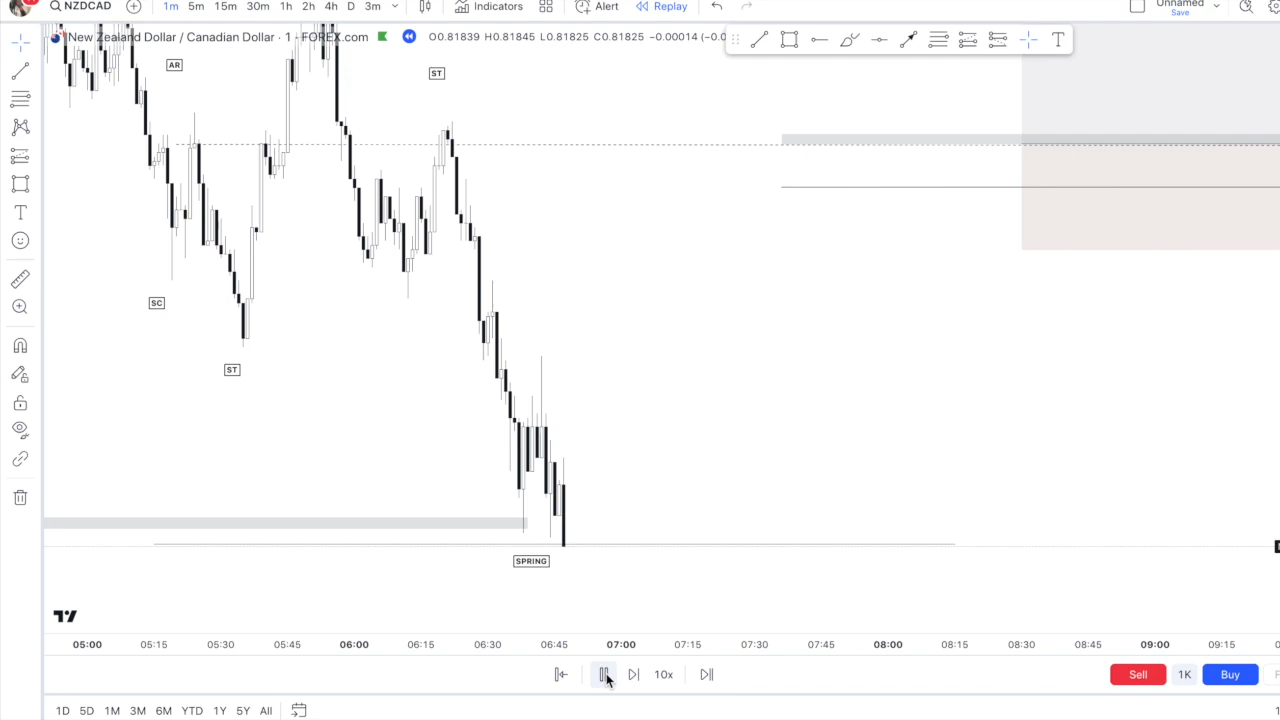 NZDCAD 1m 5m 15m 30m 1h 2h 4h D 3m Indicators Alert Replay Unnamed
Save
New Zealand Dollar / Canadian Dollar · 1 · FOREX.com O0.81839 H0.81845 L0.81825 C0.81825 −0.00014
AR
ST
SC
ST
SPRING
05:00 05:15 05:30 05:45 06:00 06:15 06:30 06:45 07:00 07:15 07:30 07:45 08:00 08:15 08:30 08:45 09:00 09:15
10x Sell 1K Buy
1D 5D 1M 3M 6M YTD 1Y 5Y All